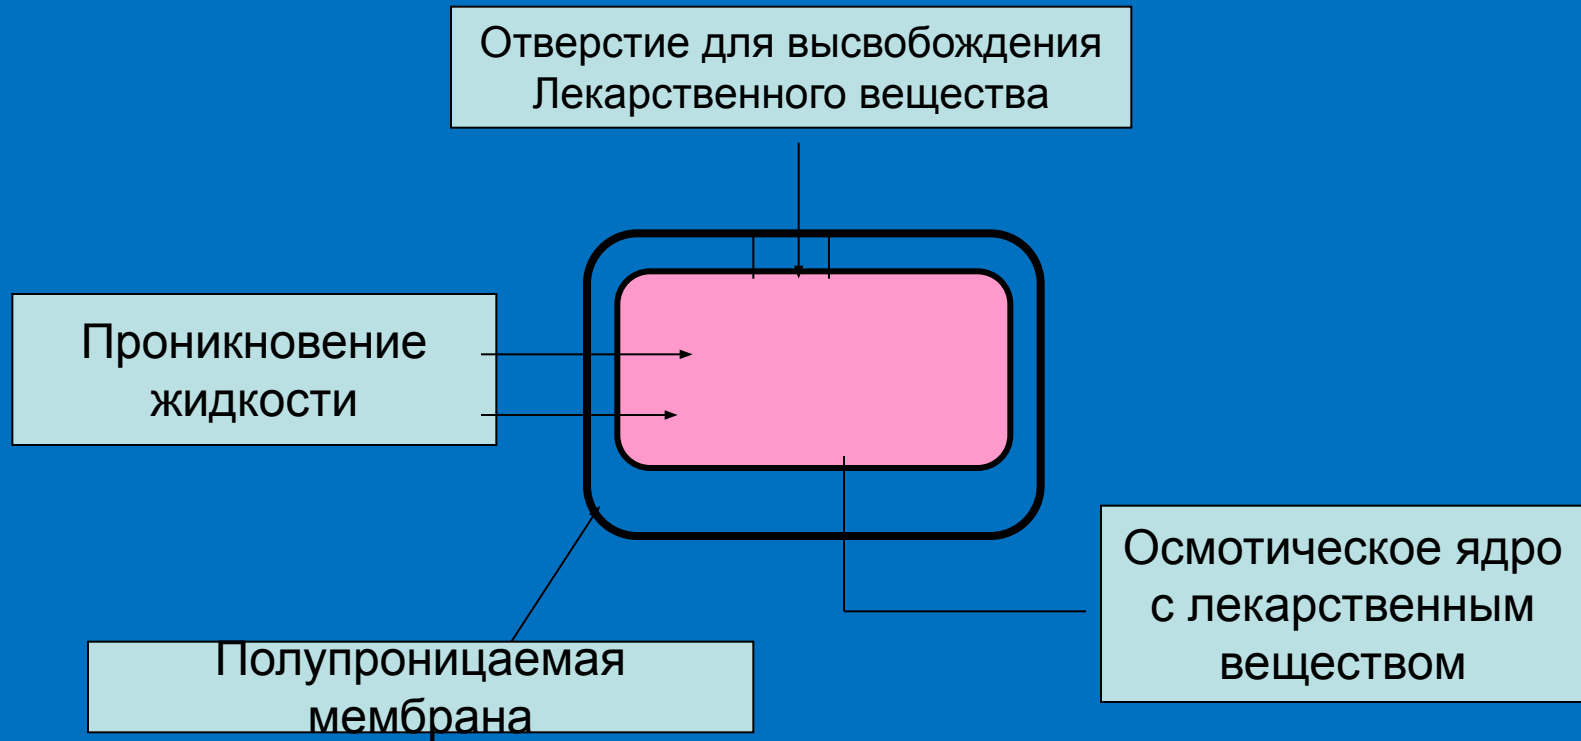 Отверстие для высвобождения
Лекарственного вещества
Проникновение
жидкости
Осмотическое ядро
с лекарственным
веществом
Полупроницаемая
мембрана